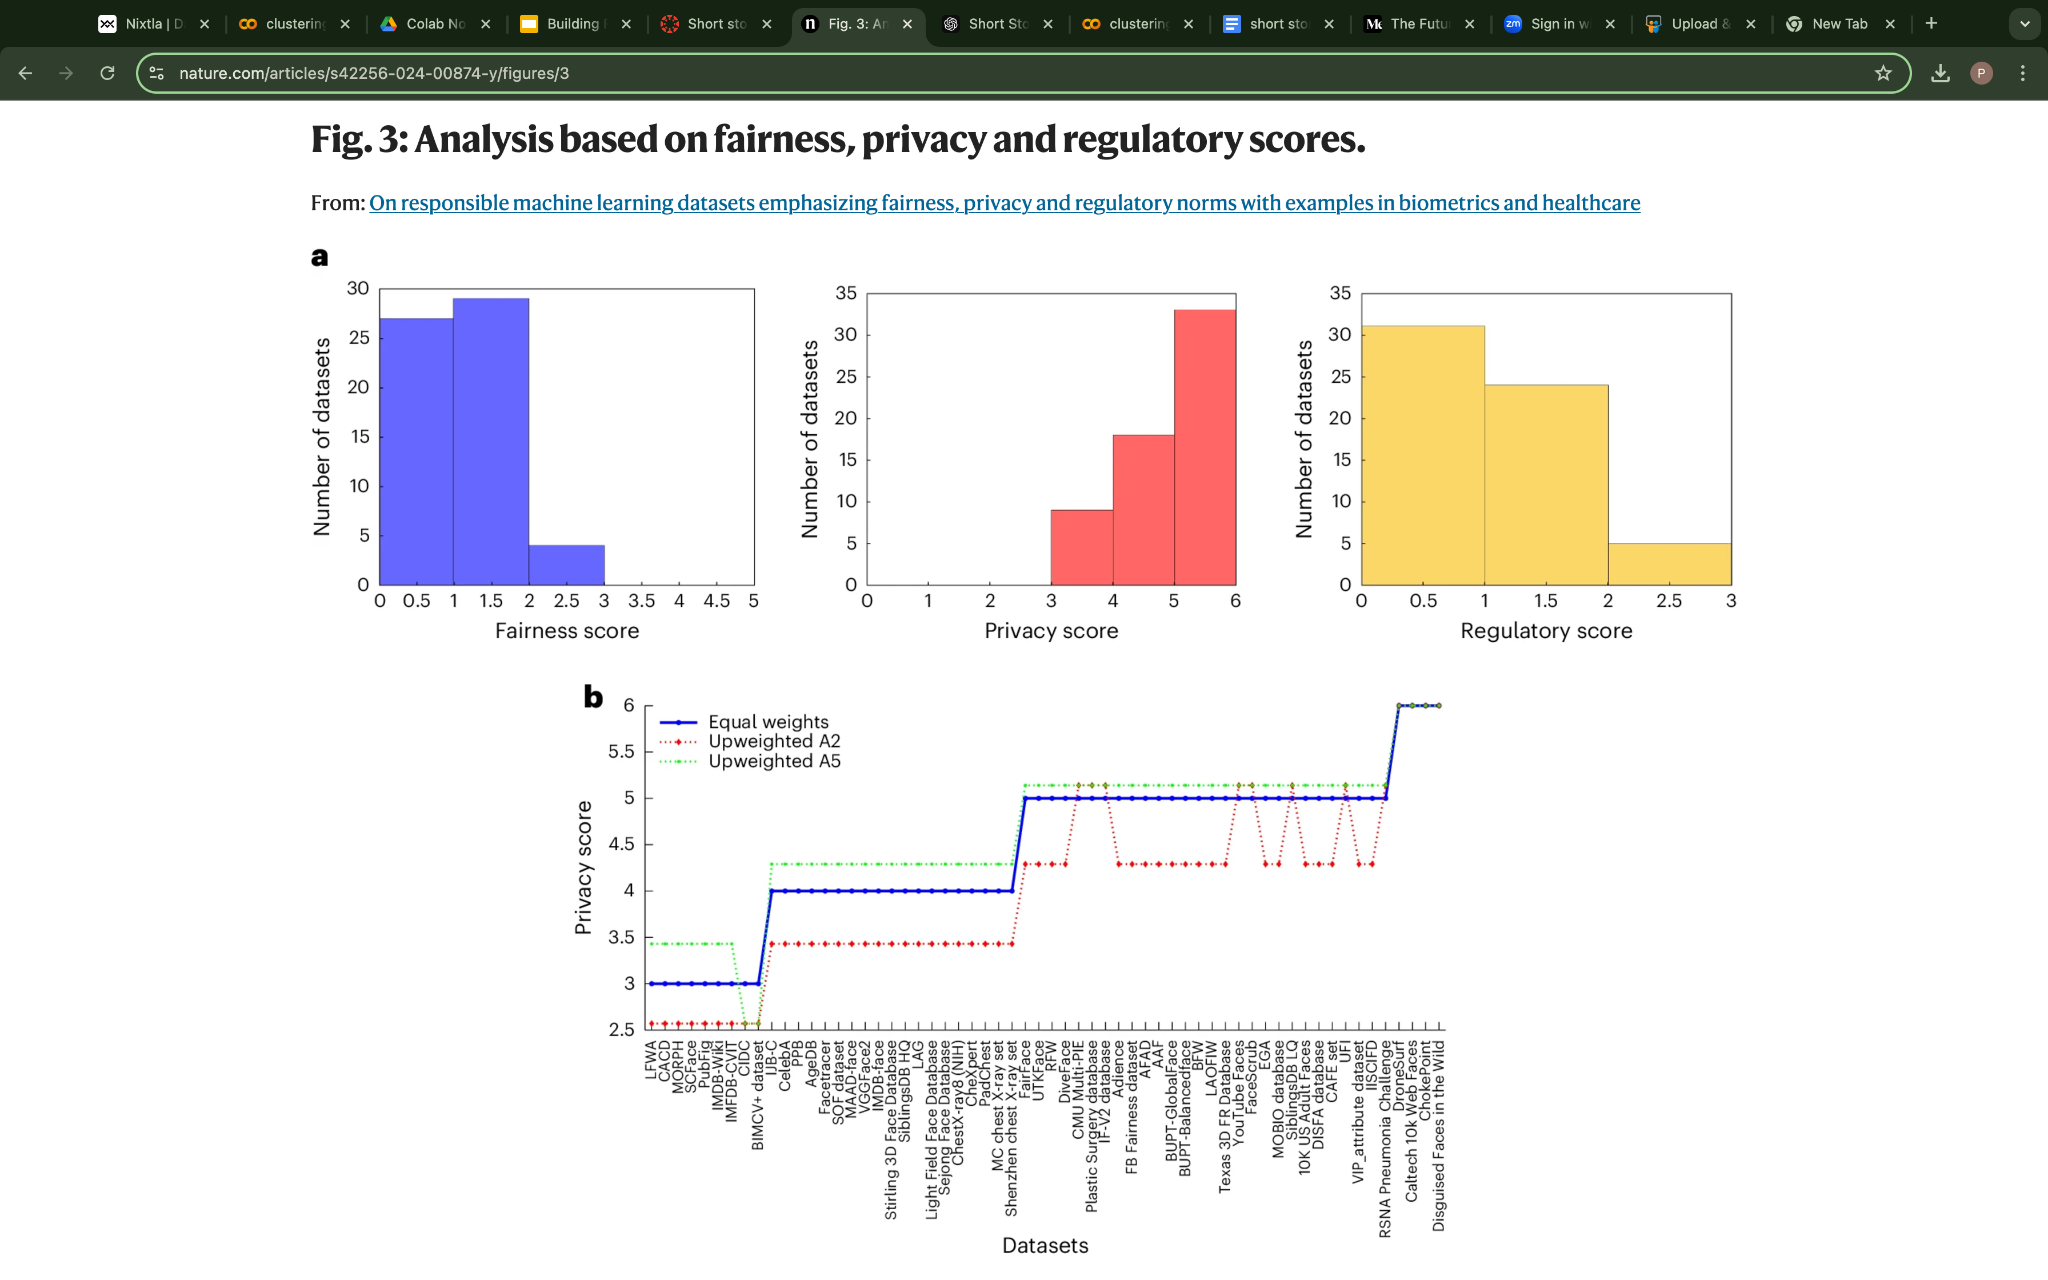 Nixtla | D
clustering
Colab No
Building F
Short sto
Fig. 3: An
Short Sto
clustering
short sto
The Futu
Sign in w
Upload &
New Tab
nature.com/articles/s42256-024-00874-y/figures/3
P
Fig. 3: Analysis based on fairness, privacy and regulatory scores.
From: On responsible machine learning datasets emphasizing fairness, privacy and regulatory norms with examples in biometrics and healthcare
a
30
25
20
15
10
5
0
Number of datasets
0 0.5 1 1.5 2 2.5 3 3.5 4 4.5 5
Fairness score
35
30
25
20
15
10
5
0
Number of datasets
0 1 2 3 4 5 6
Privacy score
35
30
25
20
15
10
5
0
Number of datasets
0 0.5 1 1.5 2 2.5 3
Regulatory score
b
Equal weights
Upweighted A2
Upweighted A5
6
5.5
5
4.5
4
3.5
3
2.5
Privacy score
LFWA
CACD
MORPH
SCFace
PubFig
IMDB-Wiki
IMFDB-CVIT
CIDC
BIMCV+ dataset
IJB-C
CelebA
PPB
AgeDB
Facetracer
SOF dataset
MAAD-face
VGGFace2
IMDB-face
Stirling 3D Face Database
SiblingsDB HQ
LAG
Light Field Face Database
Sejong Face Database
ChestX-ray8 (NIH)
CheXpert
PadChest
MC chest X-ray set
Shenzhen chest X-ray set
FairFace
UTKFace
RFW
DiveFace
CMU Multi-PIE
Plastic Surgery database
IF-V2 database
Adience
FB Fairness dataset
AFAD
AAF
BUPT-GlobalFace
BUPT-Balancedface
BFW
LAOFIW
Texas 3D FR Database
YouTube Faces
FaceScrub
EGA
MOBIO database
SiblingsDB LQ
10K US Adult Faces
DISFA database
CAFE set
UFI
VIP_attribute dataset
IISCIFD
RSNA Pneumonia Challenge
DroneSurf
Caltech 10k Web Faces
ChokePoint
Disguised Faces in the Wild
Datasets